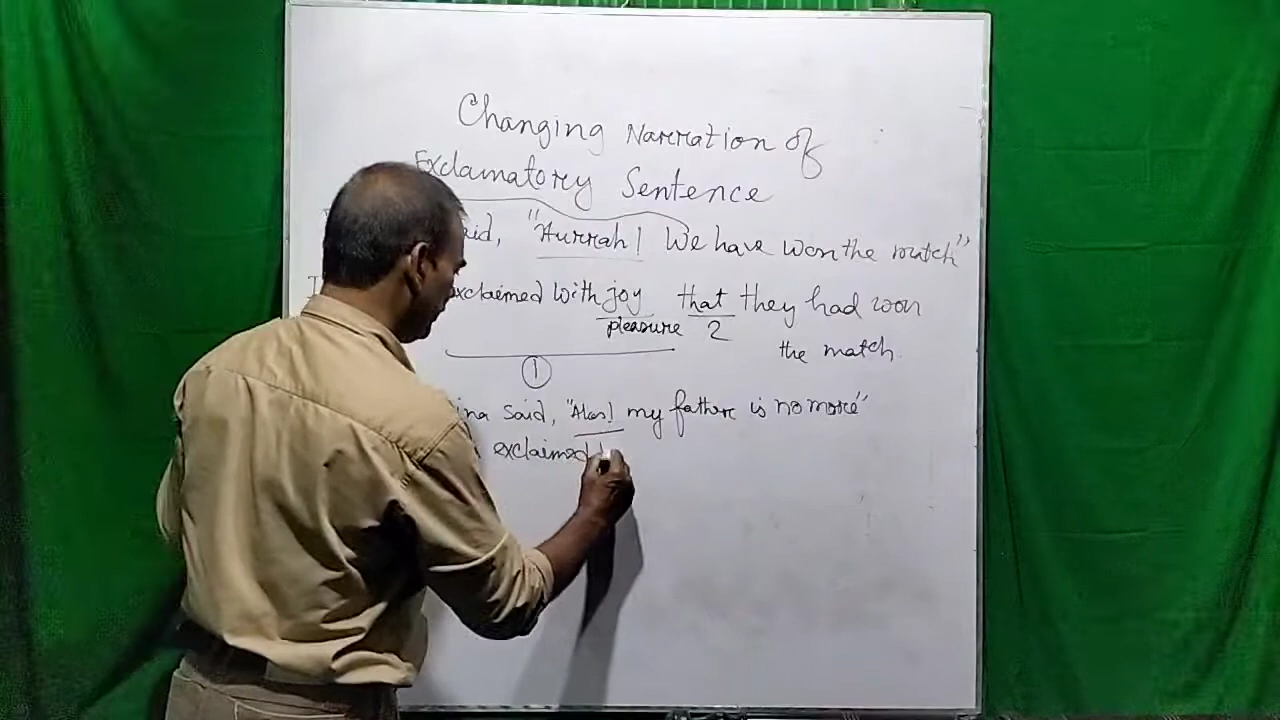 Changing Narration of
Exclamatory Sentence
said, "Hurrah! We have won the match"
exclaimed with joy that they had won
pleasure 2
the match.
1
said, "Alas! my father is no more"
exclaimed